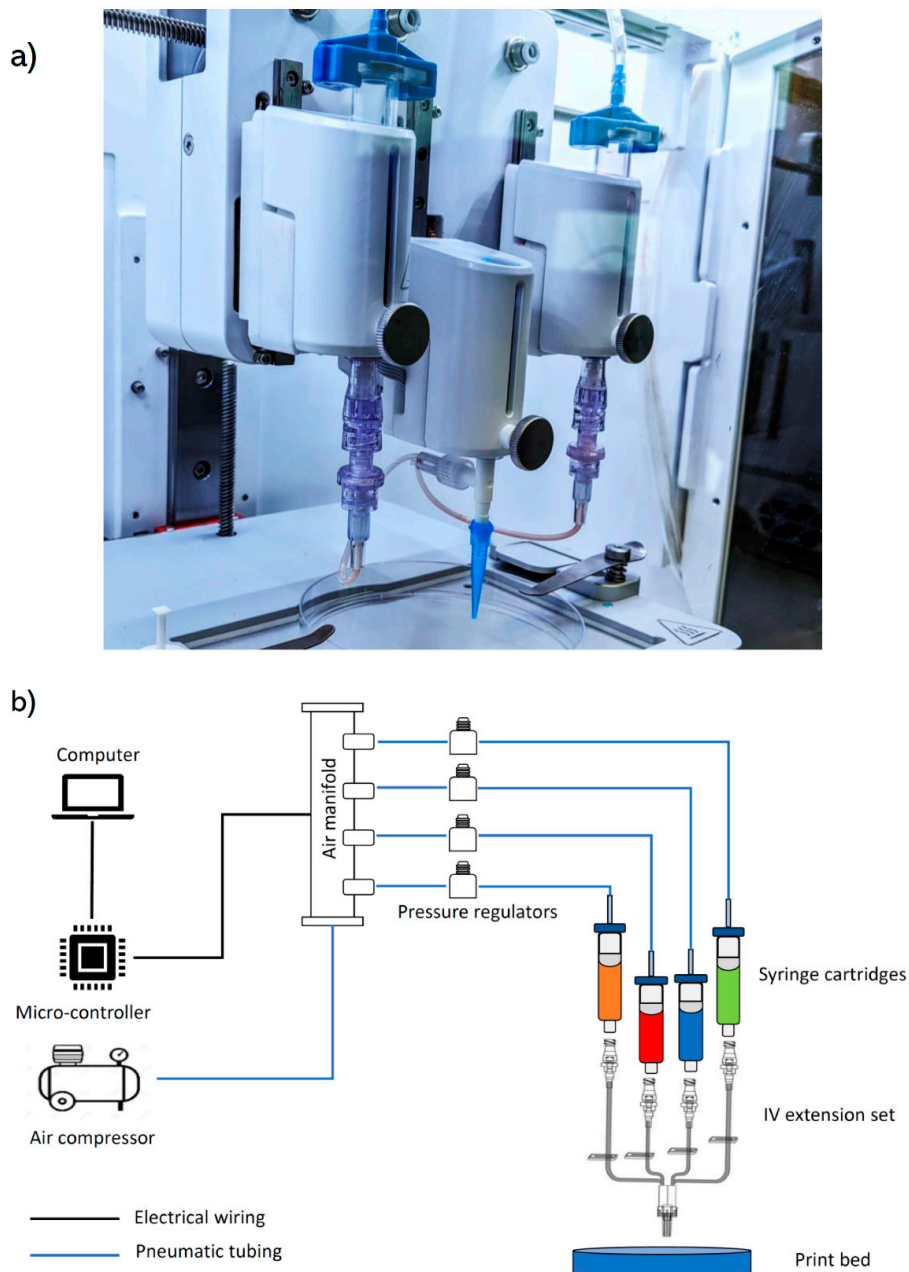 a)
b)
Computer
Air manifold
Micro-controller
Pressure regulators
Syringe cartridges
Air compressor
IV extension set
Electrical wiring
Pneumatic tubing
Print bed